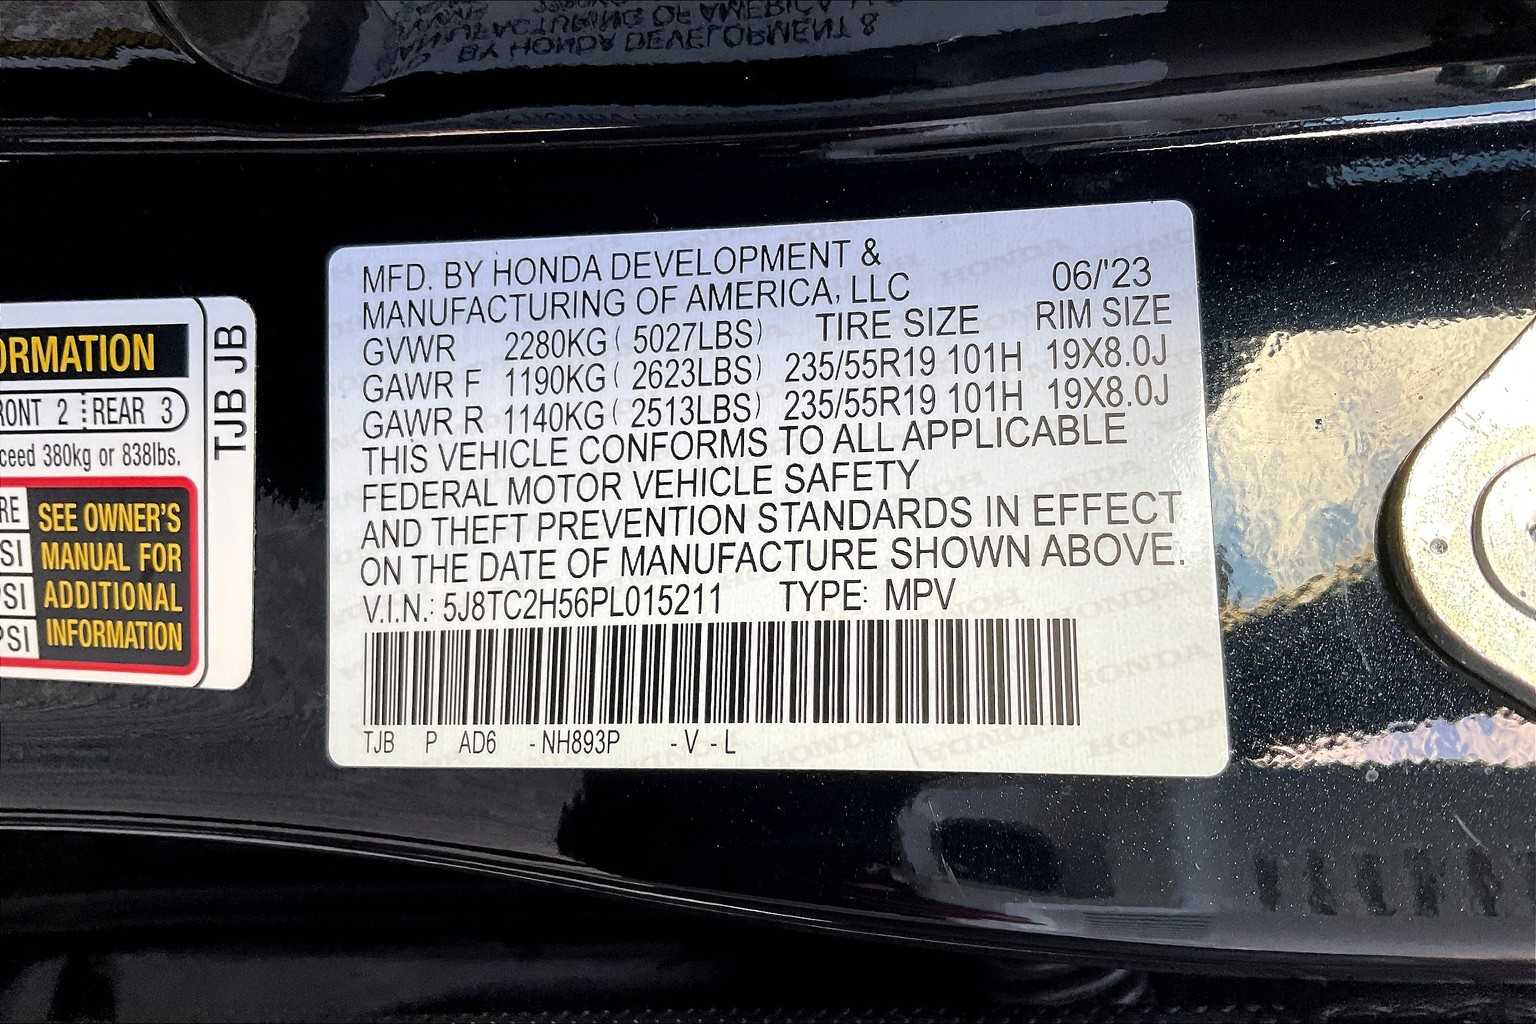 MFD. BY HONDA DEVELOPMENT &
MANUFACTURING OF AMERICA, LLC 06/'23
GVWR 2280KG ( 5027LBS) TIRE SIZE RIM SIZE
GAWR F 1190KG ( 2623LBS) 235/55R19 101H 19X8.0J
GAWR R 1140KG ( 2513LBS) 235/55R19 101H 19X8.0J
THIS VEHICLE CONFORMS TO ALL APPLICABLE
FEDERAL MOTOR VEHICLE SAFETY
AND THEFT PREVENTION STANDARDS IN EFFECT
ON THE DATE OF MANUFACTURE SHOWN ABOVE.
V.I.N.: 5J8TC2H56PL015211 TYPE: MPV
TJB P AD6 - NH893P - V - L
ORMATION
RONT 2 REAR 3
ceed 380kg or 838lbs.
RE
SI
PSI
PSI
SEE OWNER'S
MANUAL FOR
ADDITIONAL
INFORMATION
TJB JB